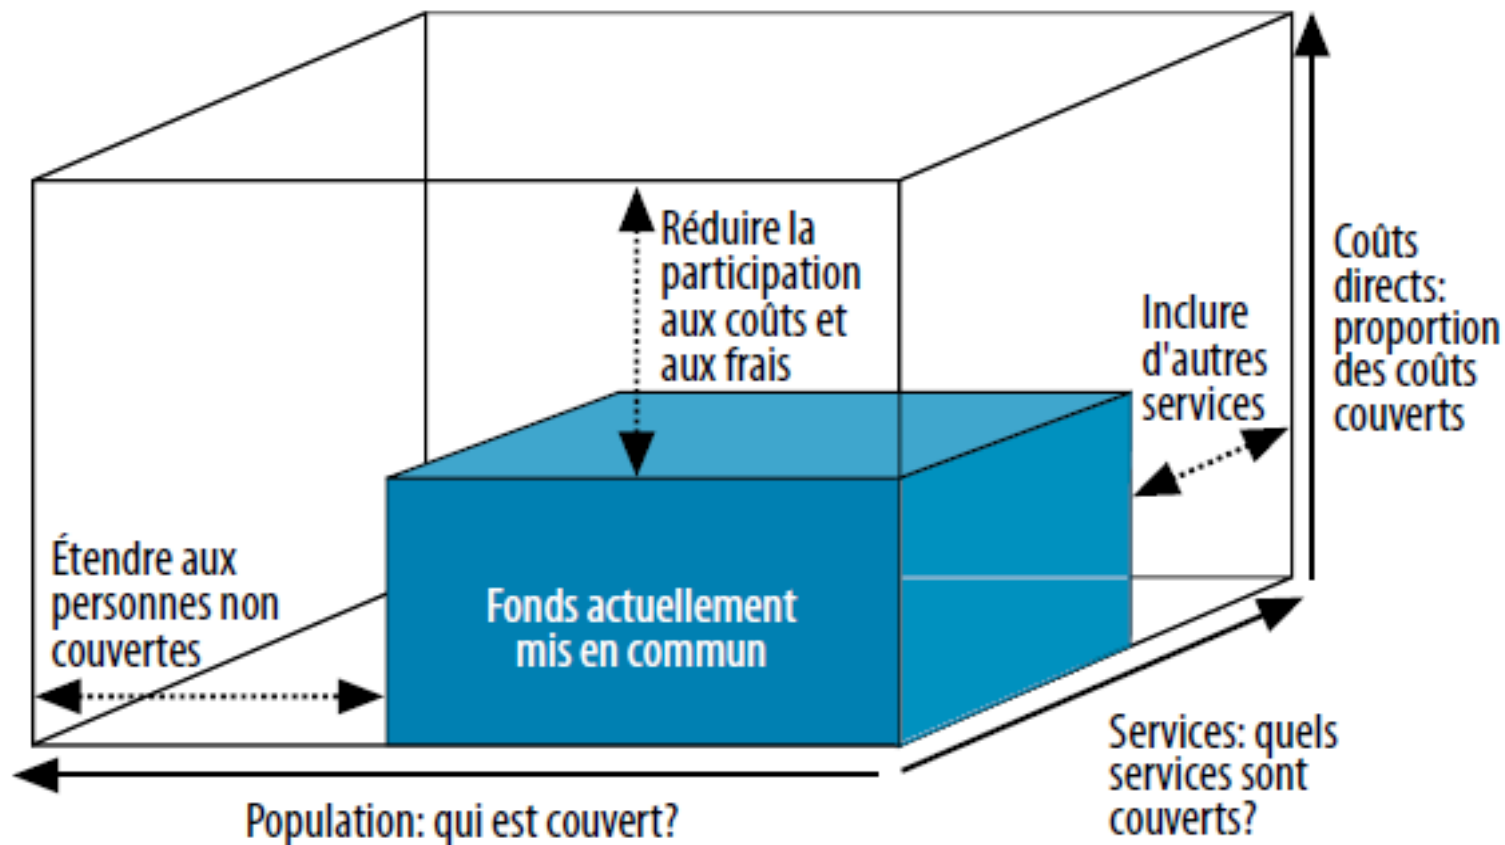 Réduire la
participation
aux coûts et
aux frais
Coûts
directs:
proportion
des coûts
couverts
Inclure
d'autres
services
Étendre aux
personnes non
couvertes
Fonds actuellement
mis en commun
Services: quels
services sont
couverts?
Population: qui est couvert?